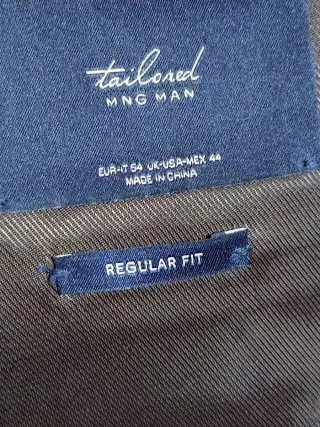 tailored
MNG MAN
EUR-IT 54 UK-USA-MEX 44
MADE IN CHINA
REGULAR FIT